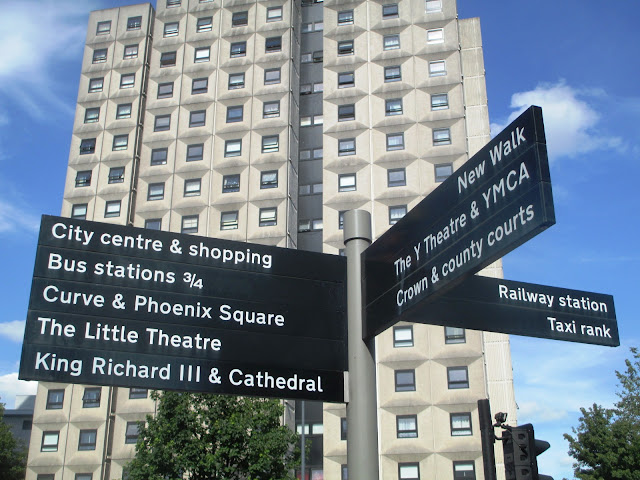 City centre & shopping
Bus stations ¾
Curve & Phoenix Square
The Little Theatre
King Richard III & Cathedral
New Walk
The Y Theatre & YMCA
Crown & county courts
Railway station
Taxi rank